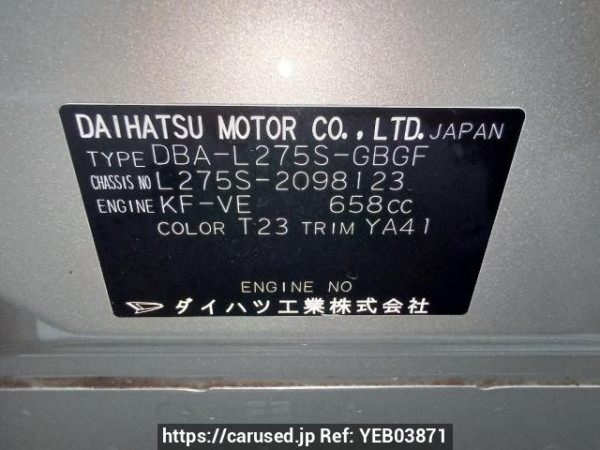 DAIHATSU MOTOR CO., LTD. JAPAN
TYPE DBA-L275S-GBGF
CHASSIS NO L275S-2098123
ENGINE KF-VE 658CC
COLOR T23 TRIM YA41
ENGINE NO
ダイハツ工業株式会社
https://carused.jp Ref: YEB03871